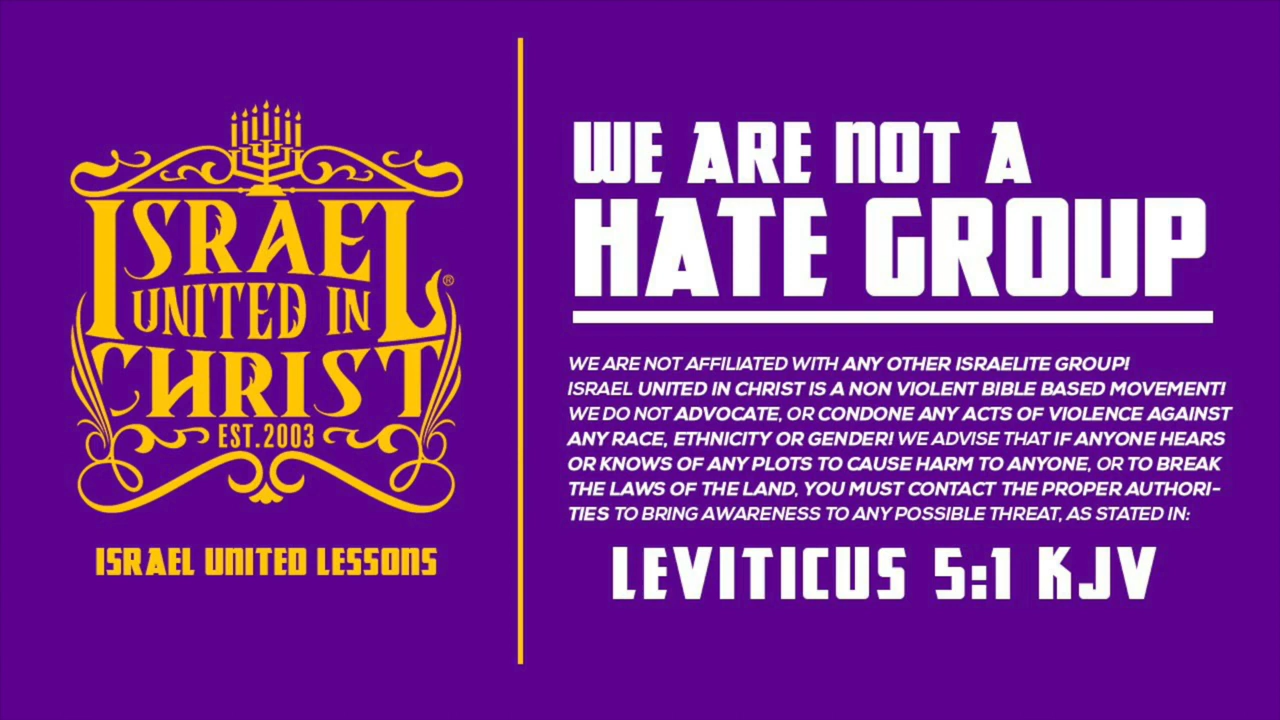 ISRAEL
UNITED IN
CHRIST
EST.2003
®
ISRAEL UNITED LESSONS
WE ARE NOT A
HATE GROUP
WE ARE NOT AFFILIATED WITH ANY OTHER ISRAELITE GROUP!
ISRAEL UNITED IN CHRIST IS A NON VIOLENT BIBLE BASED MOVEMENT!
WE DO NOT ADVOCATE, OR CONDONE ANY ACTS OF VIOLENCE AGAINST
ANY RACE, ETHNICITY OR GENDER! WE ADVISE THAT IF ANYONE HEARS
OR KNOWS OF ANY PLOTS TO CAUSE HARM TO ANYONE, OR TO BREAK
THE LAWS OF THE LAND, YOU MUST CONTACT THE PROPER AUTHORI-
TIES TO BRING AWARENESS TO ANY POSSIBLE THREAT, AS STATED IN:
LEVITICUS 5:1 KJV